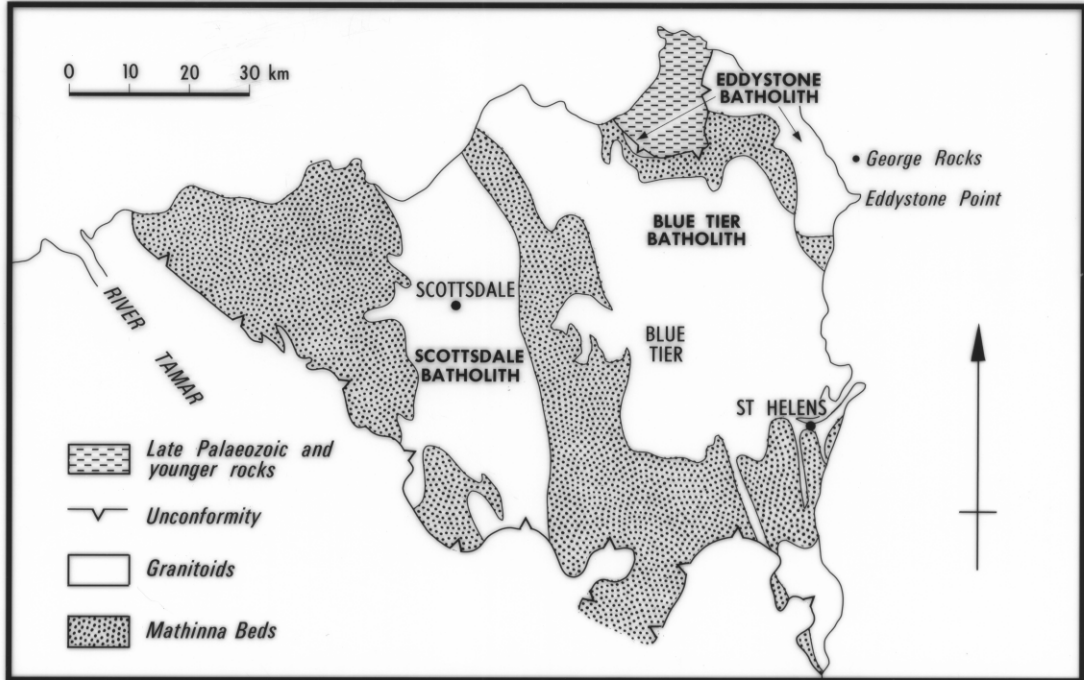 0 10 20 30 km
EDDYSTONE
BATHOLITH
George Rocks
Eddystone Point
BLUE TIER
BATHOLITH
SCOTTSDALE
RIVER TAMAR
BLUE
TIER
SCOTTSDALE
BATHOLITH
ST HELENS
Late Palaeozoic and
younger rocks
Unconformity
Granitoids
Mathinna Beds